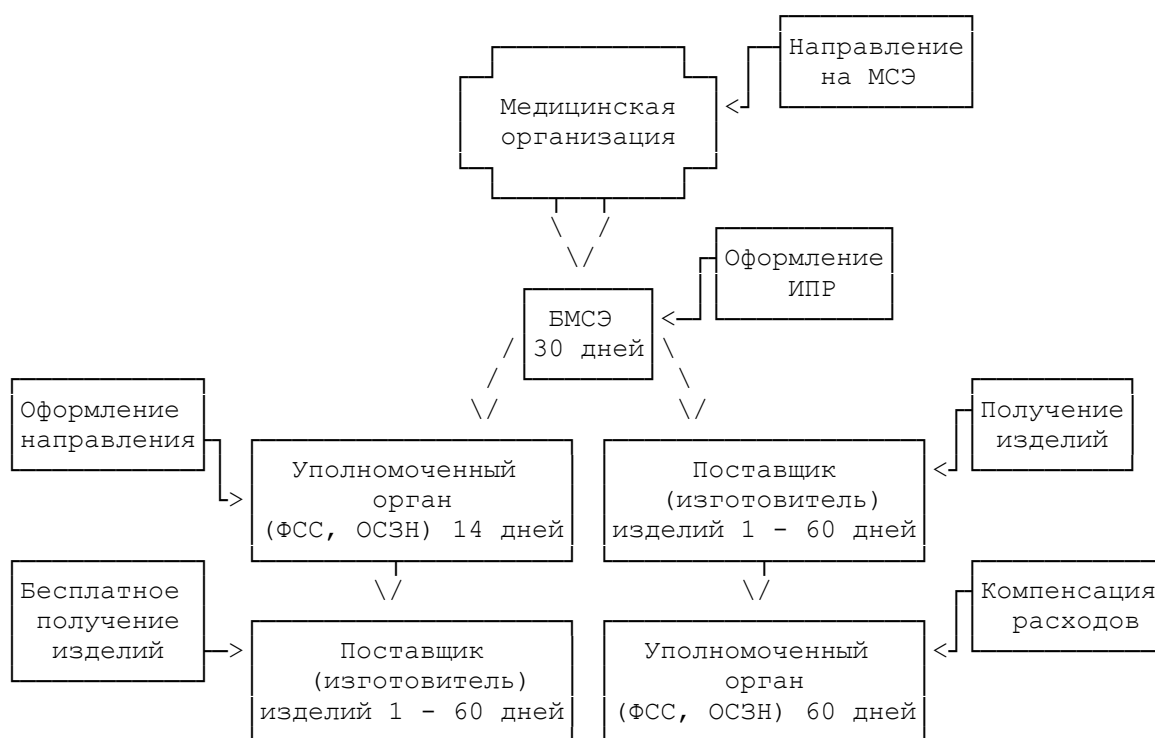 Направление
на МСЭ
Медицинская
организация
Оформление
ИПР
БМСЭ
30 дней
Оформление
направления
Получение
изделий
Уполномоченный
орган
(ФСС, ОСЗН) 14 дней
Поставщик
(изготовитель)
изделий 1 - 60 дней
Бесплатное
получение
изделий
Компенсация
расходов
Поставщик
(изготовитель)
изделий 1 - 60 дней
Уполномоченный
орган
(ФСС, ОСЗН) 60 дней